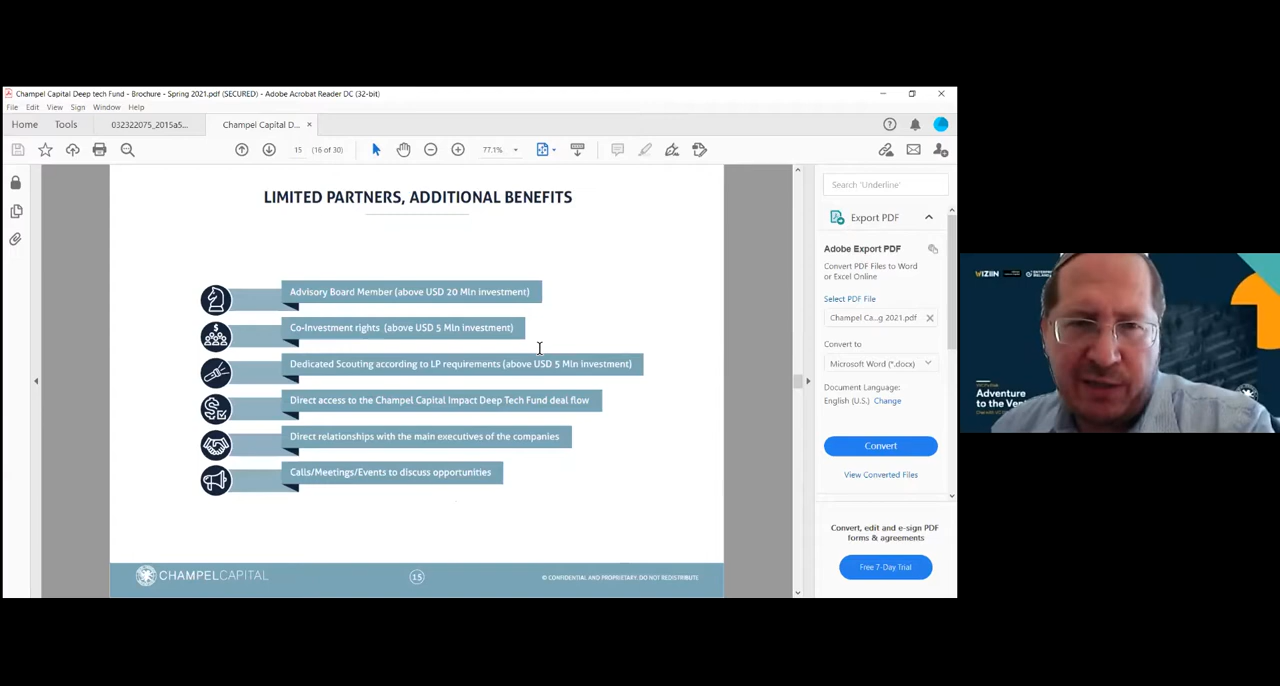 Champel Capital Deep tech Fund - Brochure - Spring 2021.pdf (SECURED) - Adobe Acrobat Reader DC (32-bit)
File Edit View Sign Window Help
Home Tools 032322075_2015a5... Champel Capital D... ×
15 (16 of 30) 77.1%
LIMITED PARTNERS, ADDITIONAL BENEFITS
Advisory Board Member (above USD 20 Mln investment)
Co-Investment rights (above USD 5 Mln investment)
Dedicated Scouting according to LP requirements (above USD 5 Mln investment)
Direct access to the Champel Capital Impact Deep Tech Fund deal flow
Direct relationships with the main executives of the companies
Calls/Meetings/Events to discuss opportunities
CHAMPELCAPITAL
15
© CONFIDENTIAL AND PROPRIETARY. DO NOT REDISTRIBUTE
Search 'Underline'
Export PDF
Adobe Export PDF
Convert PDF Files to Word
or Excel Online
Select PDF File
Champel Ca...g 2021.pdf
Convert to
Microsoft Word (*.docx)
Document Language:
English (U.S.) Change
Convert
View Converted Files
Convert, edit and e-sign PDF
forms & agreements
Free 7-Day Trial
Adventure
to the Ven